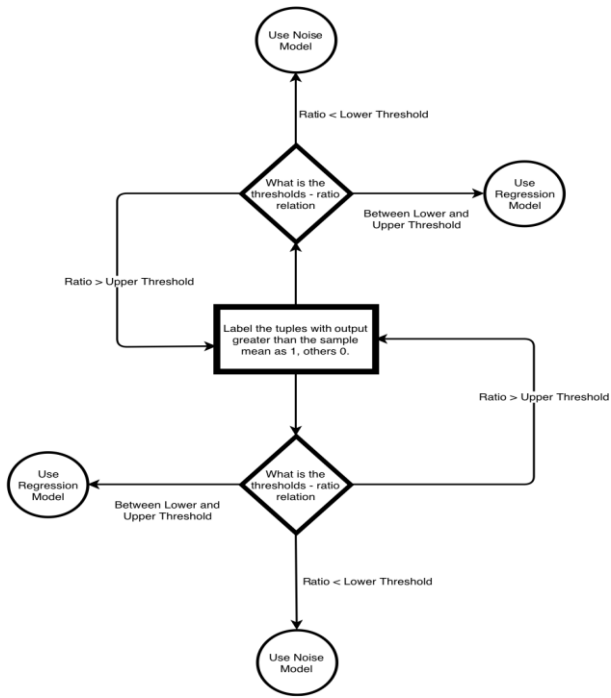 Use Noise
Model
Ratio < Lower Threshold
What is the
thresholds - ratio
relation
Use
Regression
Model
Between Lower and
Upper Threshold
Ratio > Upper Threshold
Label the tuples with output
greater than the sample
mean as 1, others 0.
Ratio > Upper Threshold
Use
Regression
Model
What is the
thresholds - ratio
relation
Between Lower and
Upper Threshold
Ratio < Lower Threshold
Use Noise
Model